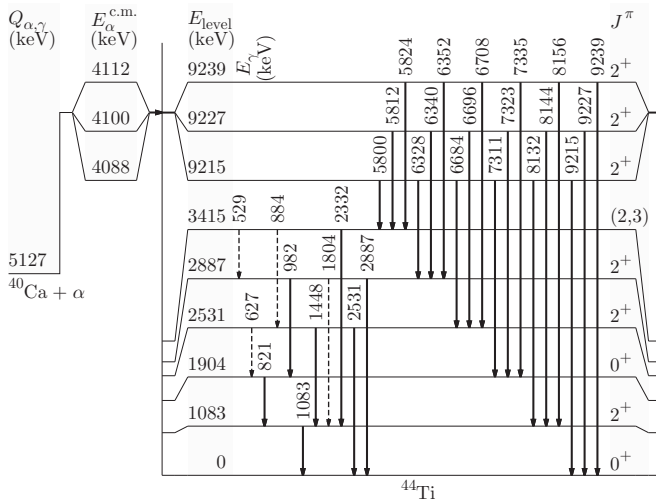 Q_{α,γ} E_α^{c.m.} E_level J^π
(keV) (keV) (keV) E_γ (keV)
4112 9239 5824 6352 6708 7335 8156 9239 2⁺
4100 9227 5812 6340 6696 7323 8144 9227 2⁺
4088 9215 5800 6328 6684 7311 8132 9215 2⁺
3415 529 884 2332 (2,3)
5127 2887 982 1804 2887 2⁺
⁴⁰Ca + α
2531 627 1448 2531 2⁺
1904 821 0⁺
1083 1083 2⁺
0 0⁺
⁴⁴Ti